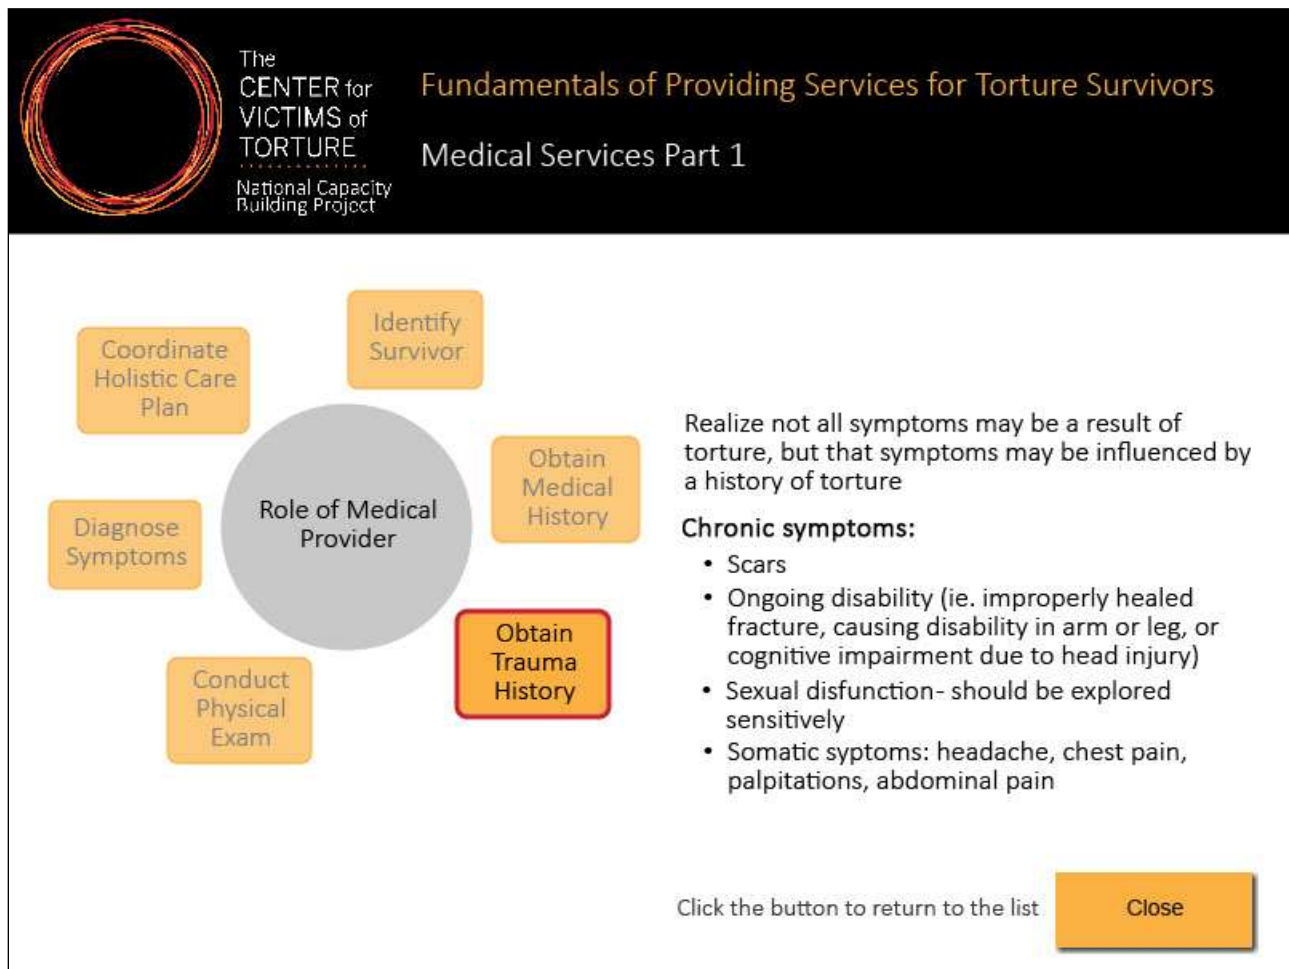 The
CENTER for
VICTIMS of
TORTURE
National Capacity
Building Project
Fundamentals of Providing Services for Torture Survivors
Medical Services Part 1
Identify
Survivor
Coordinate
Holistic Care
Plan
Obtain
Medical
History
Role of Medical
Provider
Diagnose
Symptoms
Obtain
Trauma
History
Conduct
Physical
Exam
Realize not all symptoms may be a result of
torture, but that symptoms may be influenced by
a history of torture
Chronic symptoms:
• Scars
• Ongoing disability (ie. improperly healed
fracture, causing disability in arm or leg, or
cognitive impairment due to head injury)
• Sexual disfunction- should be explored
sensitively
• Somatic syptoms: headache, chest pain,
palpitations, abdominal pain
Click the button to return to the list
Close